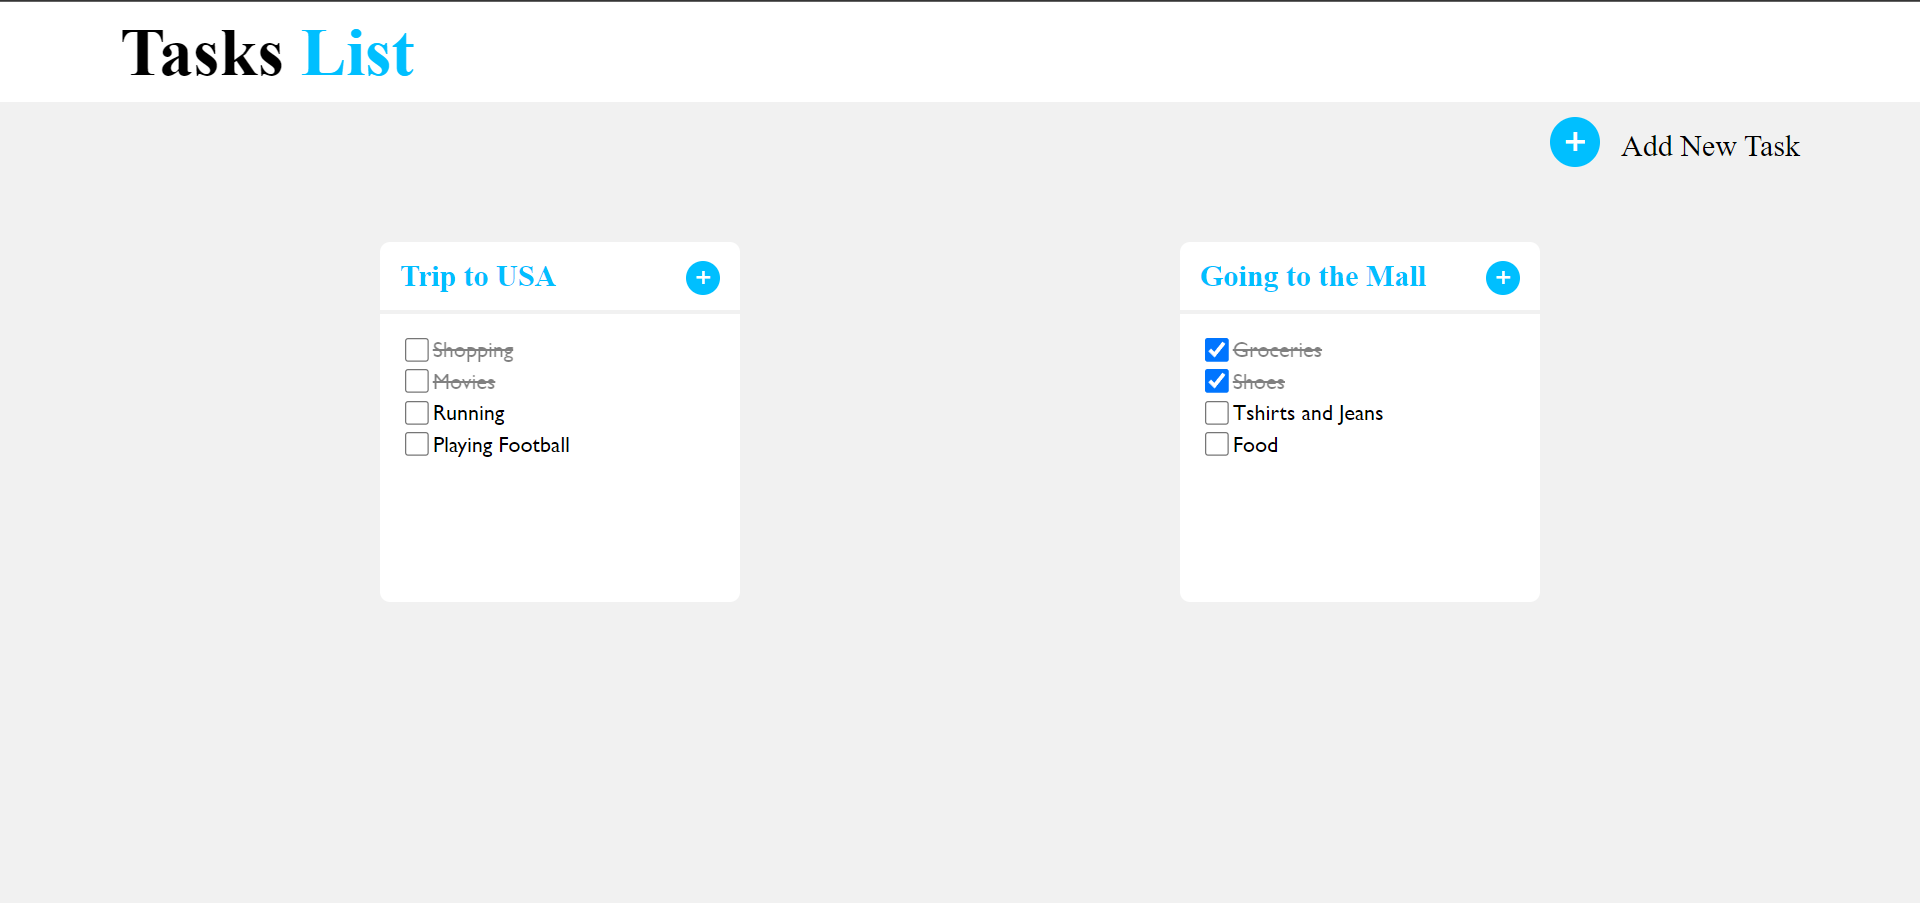 Tasks List
Add New Task
Trip to USA
Shopping
Movies
Running
Playing Football
Going to the Mall
Groceries
Shoes
Tshirts and Jeans
Food